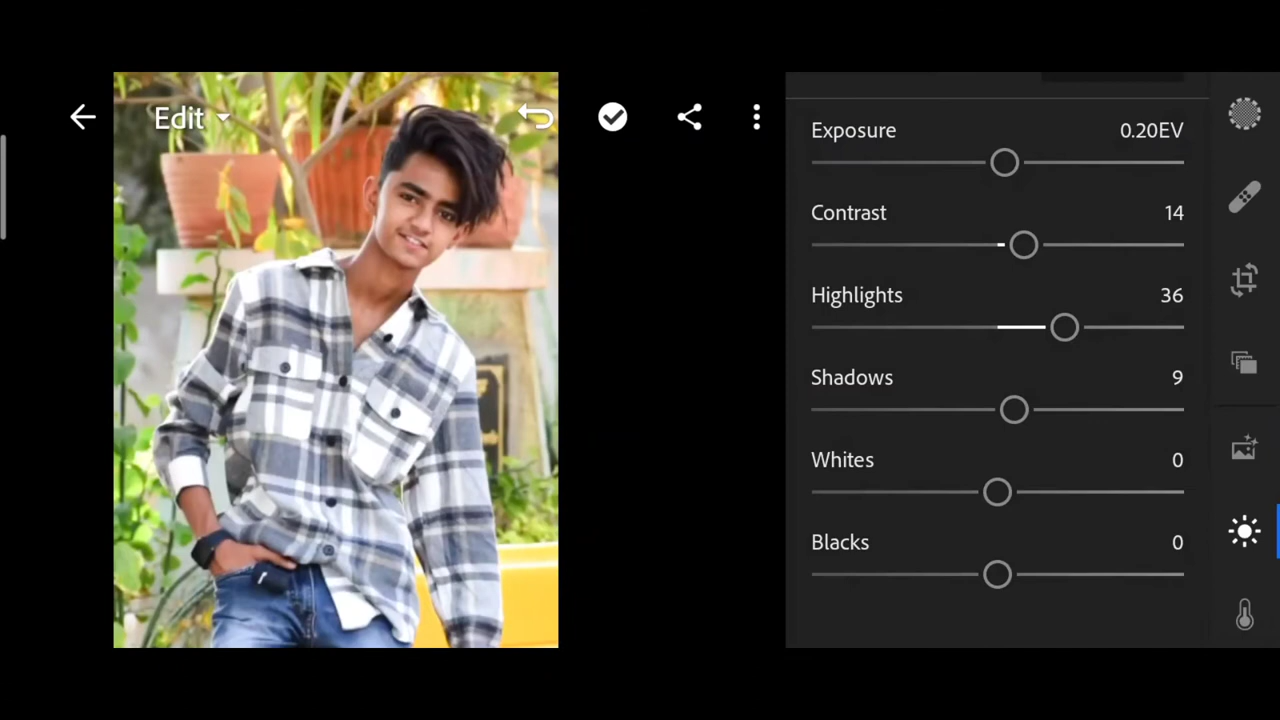 Edit
Exposure 0.20EV
Contrast 14
Highlights 36
Shadows 9
Whites 0
Blacks 0